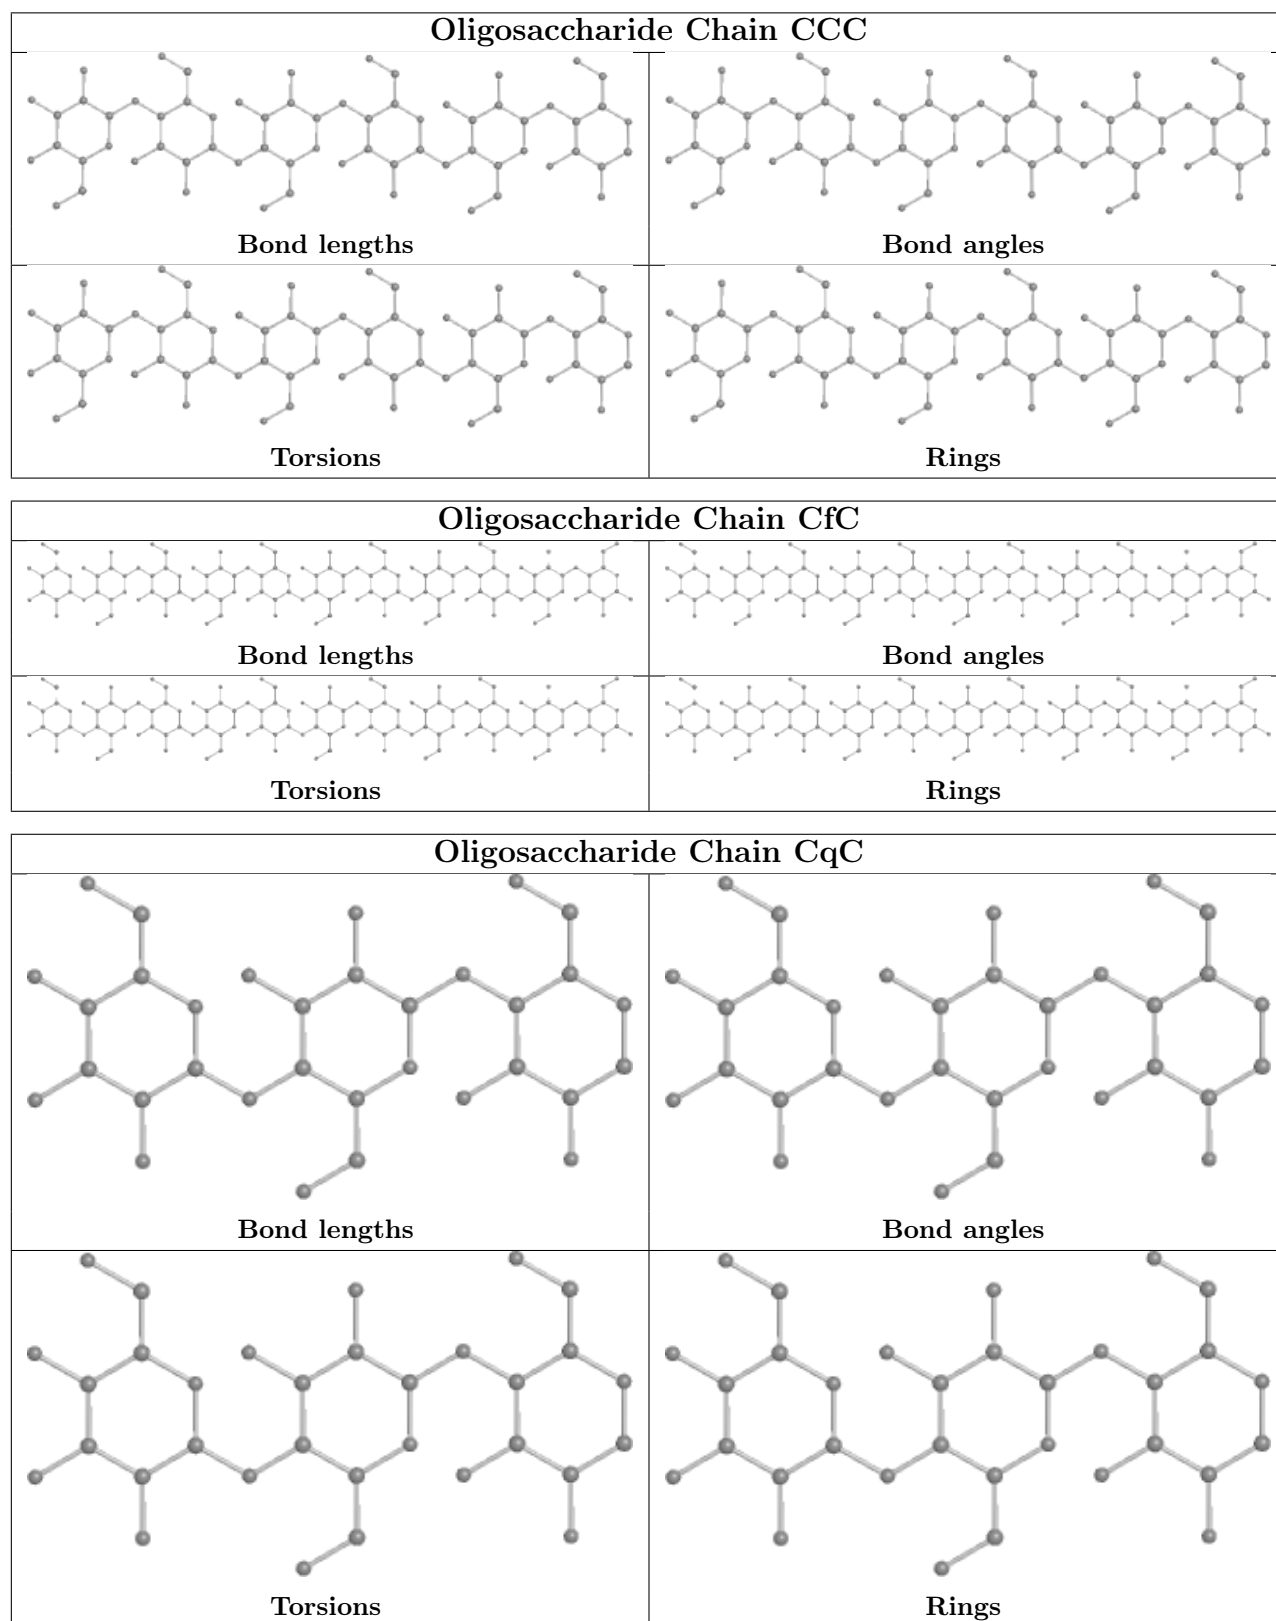 Oligosaccharide Chain CCC
Bond lengths Bond angles
Torsions Rings
Oligosaccharide Chain CfC
Bond lengths Bond angles
Torsions Rings
Oligosaccharide Chain CqC
Bond lengths Bond angles
Torsions Rings